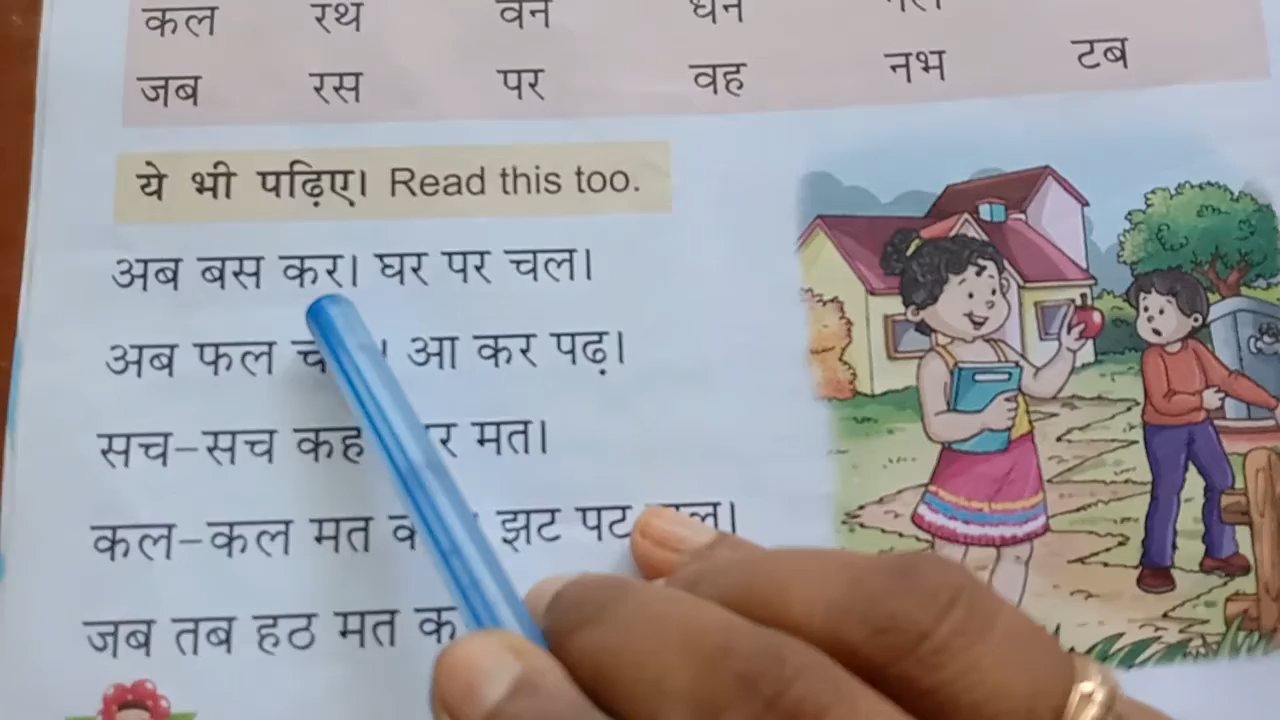 कल रथ वन धन
जब रस पर वह नभ टब
ये भी पढ़िए। Read this too.
अब बस कर। घर पर चल।
अब फल । आ कर पढ़।
सच-सच कह मत।
कल-कल मत झट पट
जब तब हठ मत